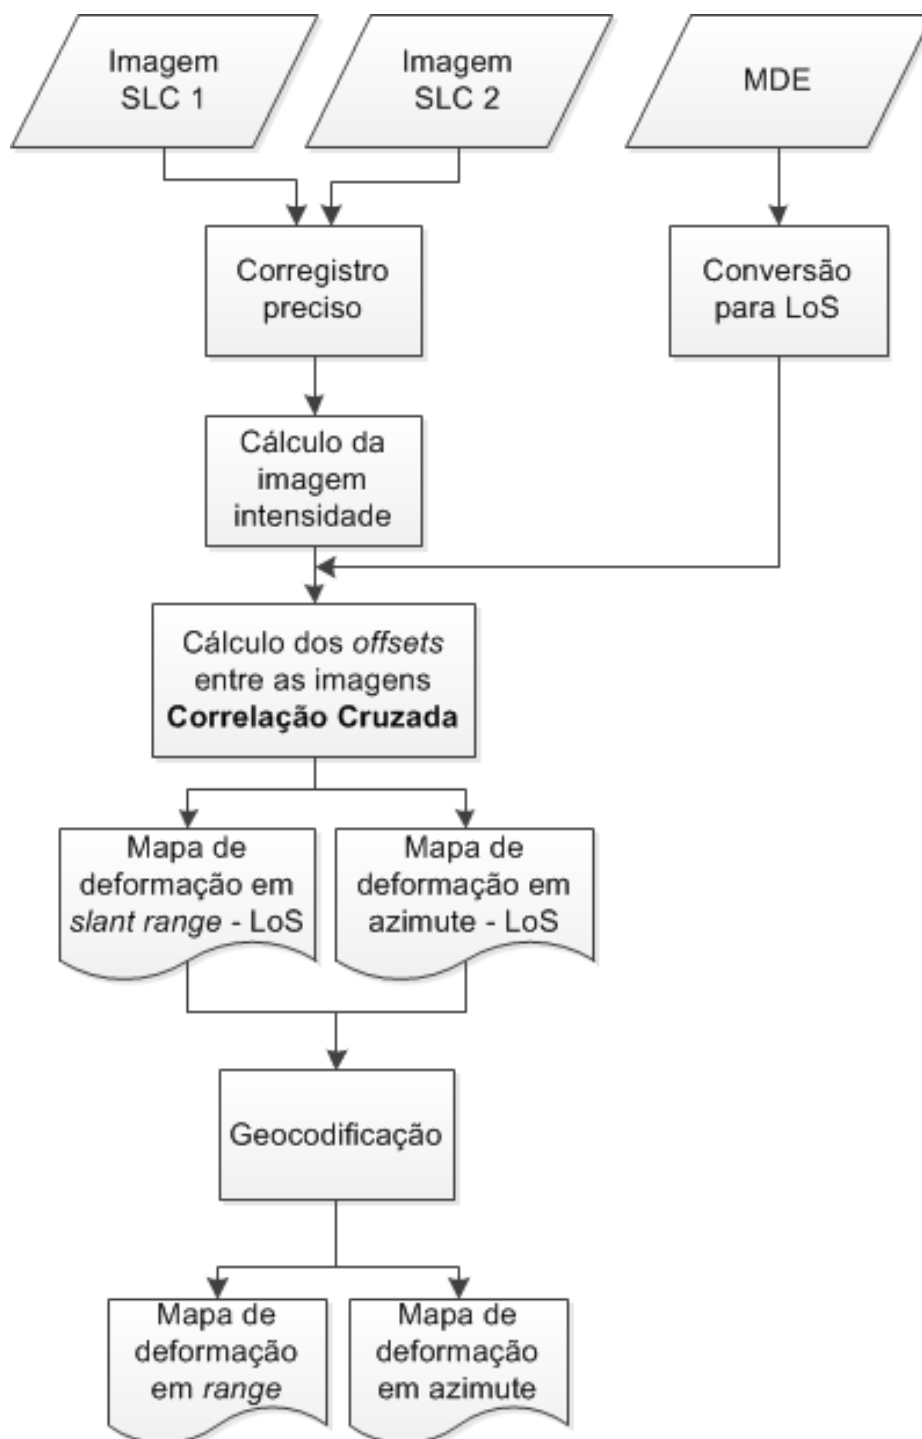 Imagem
SLC 1
Imagem
SLC 2
MDE
Corregistro
preciso
Conversão
para LoS
Cálculo da
imagem
intensidade
Cálculo dos offsets
entre as imagens
Correlação Cruzada
Mapa de
deformação em
slant range - LoS
Mapa de
deformação em
azimute - LoS
Geocodificação
Mapa de
deformação
em range
Mapa de
deformação
em azimute